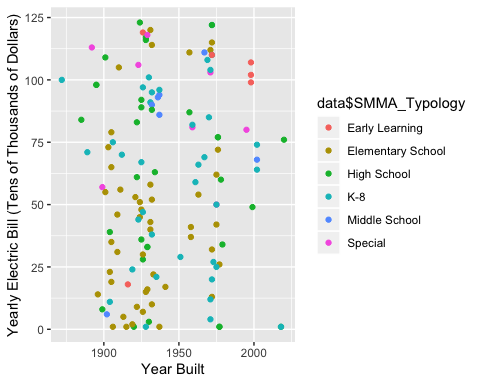 Yearly Electric Bill (Tens of Thousands of Dollars)
125
100
75
50
25
0
1900
1950
2000
Year Built
data$SMMA_Typology
Early Learning
Elementary School
High School
K-8
Middle School
Special